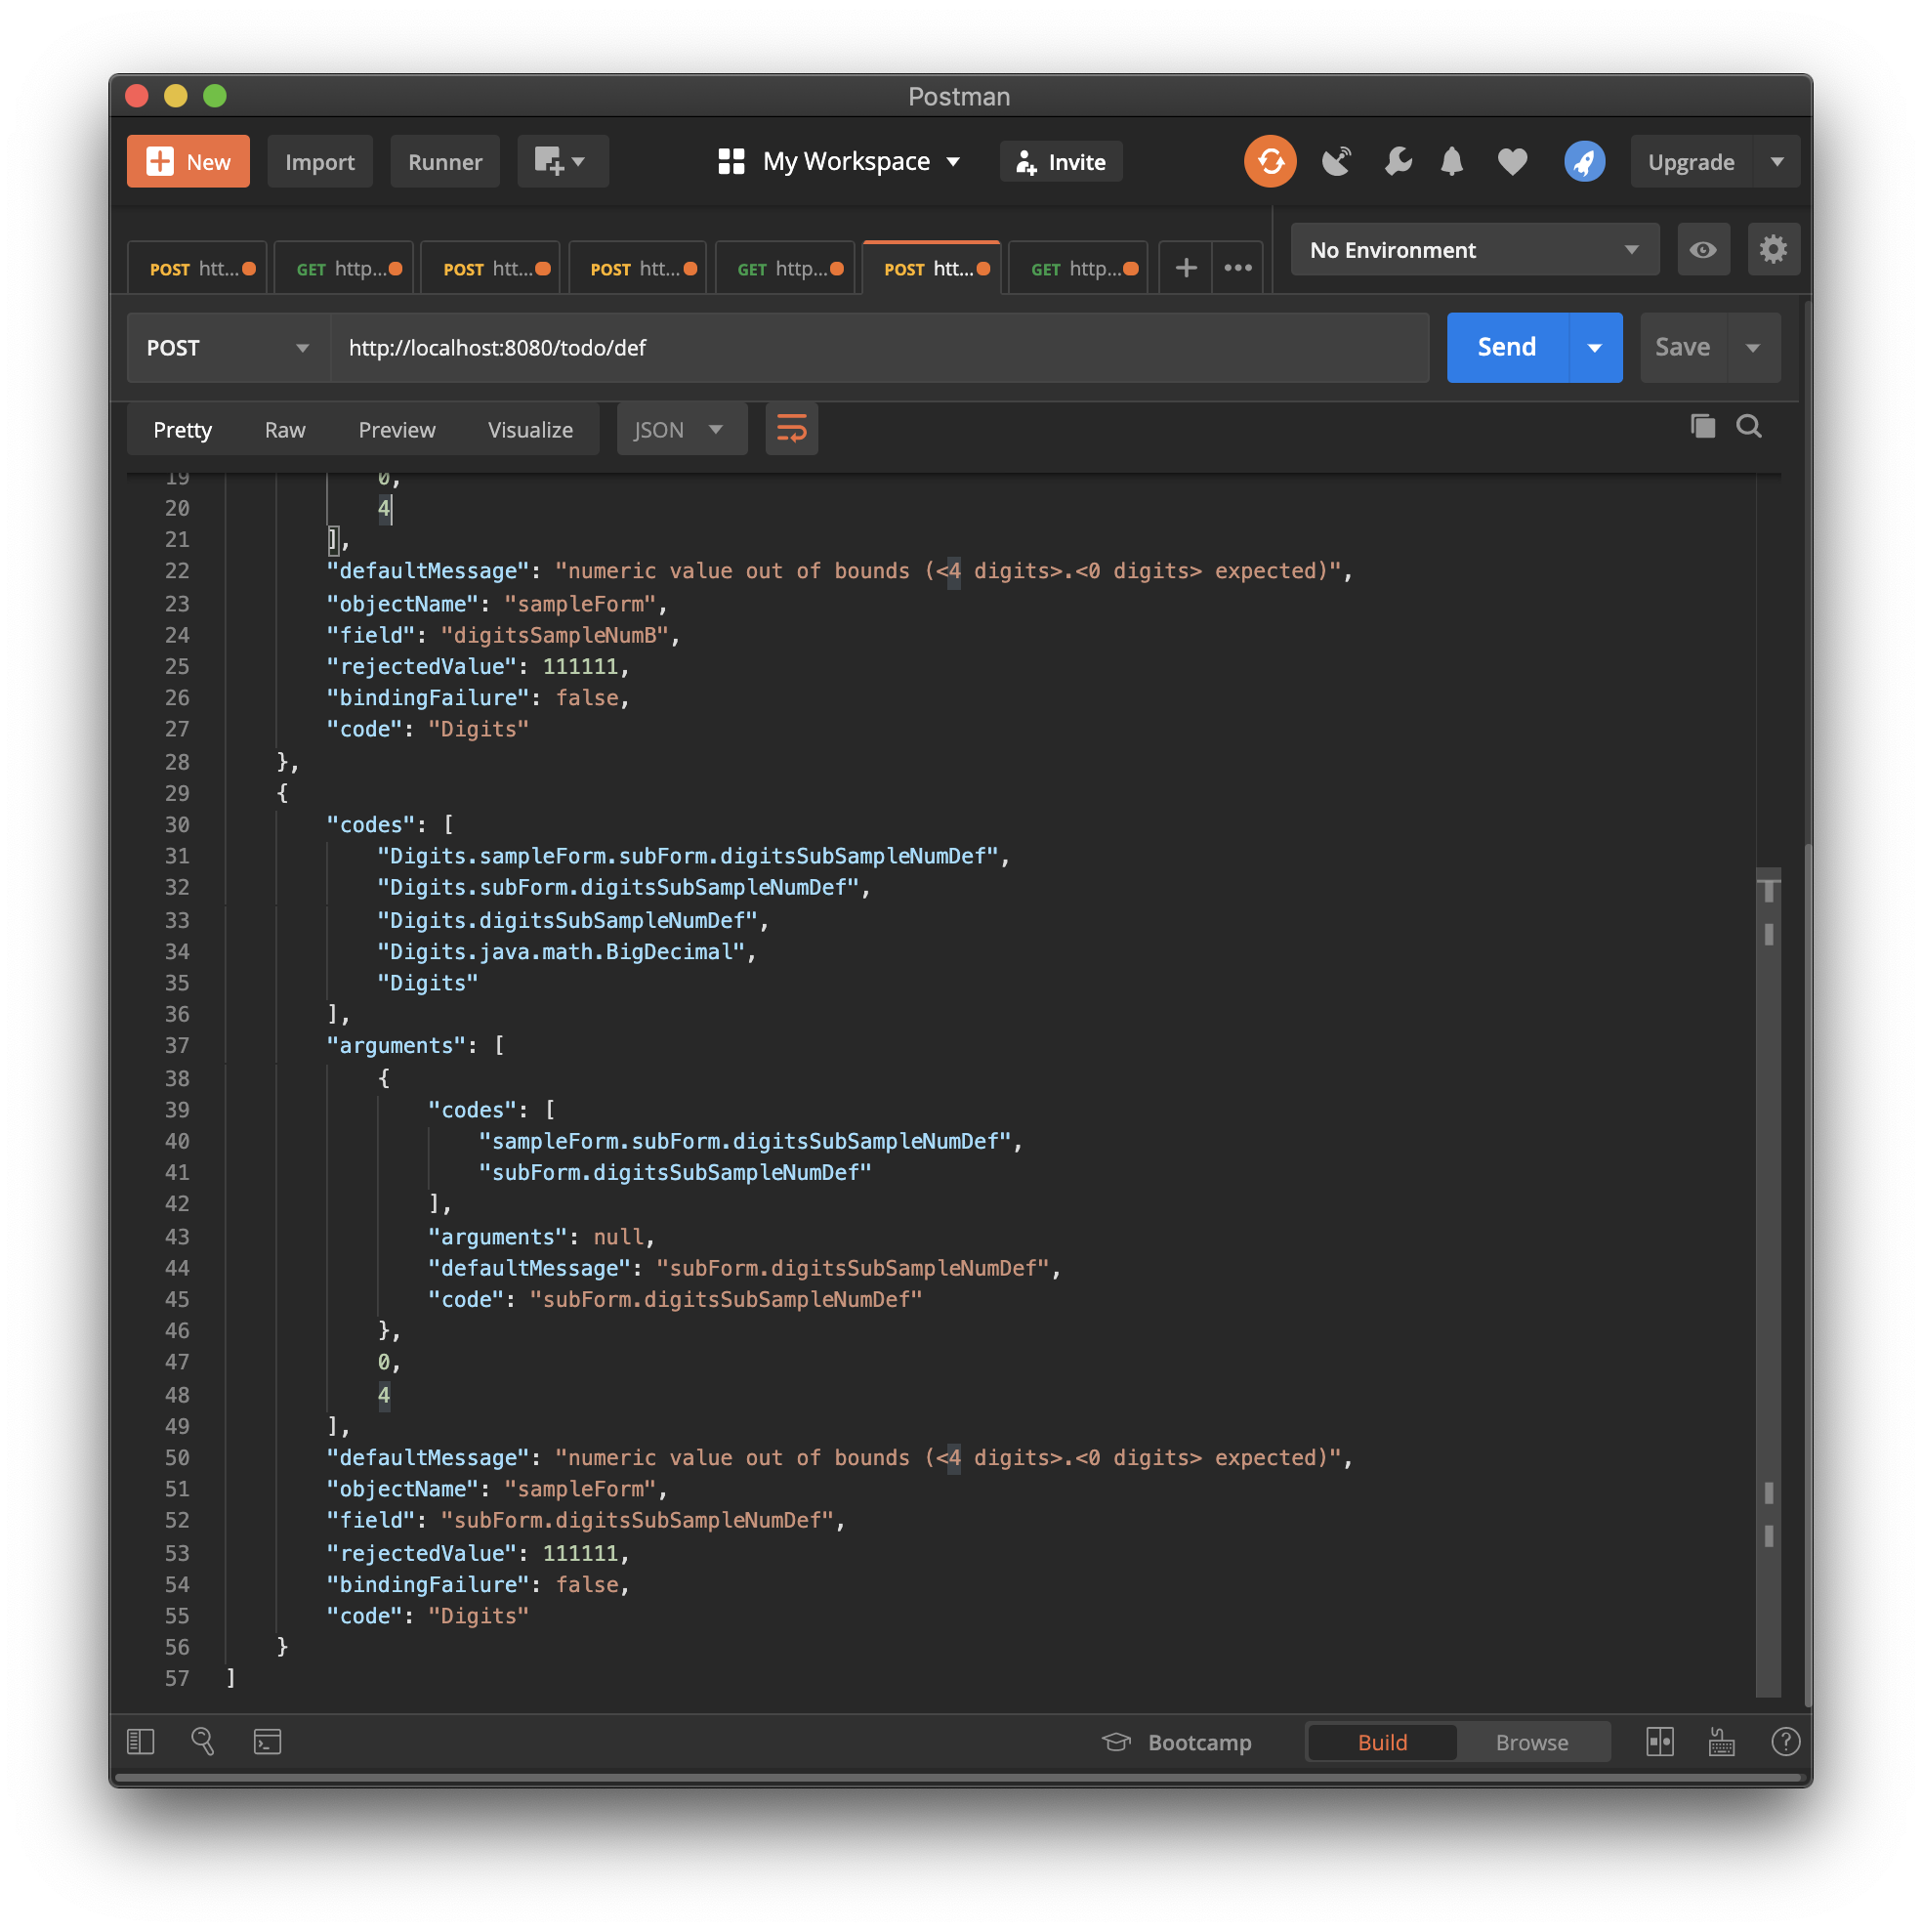 Postman
New Import Runner My Workspace Invite Upgrade
POST htt... GET http... POST htt... POST htt... GET http... POST htt... GET http... No Environment
POST http://localhost:8080/todo/def Send Save
Pretty Raw Preview Visualize JSON
19 0,
20 4
21 ],
22 "defaultMessage": "numeric value out of bounds (<4 digits>.<0 digits> expected)",
23 "objectName": "sampleForm",
24 "field": "digitsSampleNumB",
25 "rejectedValue": 111111,
26 "bindingFailure": false,
27 "code": "Digits"
28 },
29 {
30 "codes": [
31 "Digits.sampleForm.subForm.digitsSubSampleNumDef",
32 "Digits.subForm.digitsSubSampleNumDef",
33 "Digits.digitsSubSampleNumDef",
34 "Digits.java.math.BigDecimal",
35 "Digits"
36 ],
37 "arguments": [
38 {
39 "codes": [
40 "sampleForm.subForm.digitsSubSampleNumDef",
41 "subForm.digitsSubSampleNumDef"
42 ],
43 "arguments": null,
44 "defaultMessage": "subForm.digitsSubSampleNumDef",
45 "code": "subForm.digitsSubSampleNumDef"
46 },
47 0,
48 4
49 ],
50 "defaultMessage": "numeric value out of bounds (<4 digits>.<0 digits> expected)",
51 "objectName": "sampleForm",
52 "field": "subForm.digitsSubSampleNumDef",
53 "rejectedValue": 111111,
54 "bindingFailure": false,
55 "code": "Digits"
56 }
57 ]
Bootcamp Build Browse